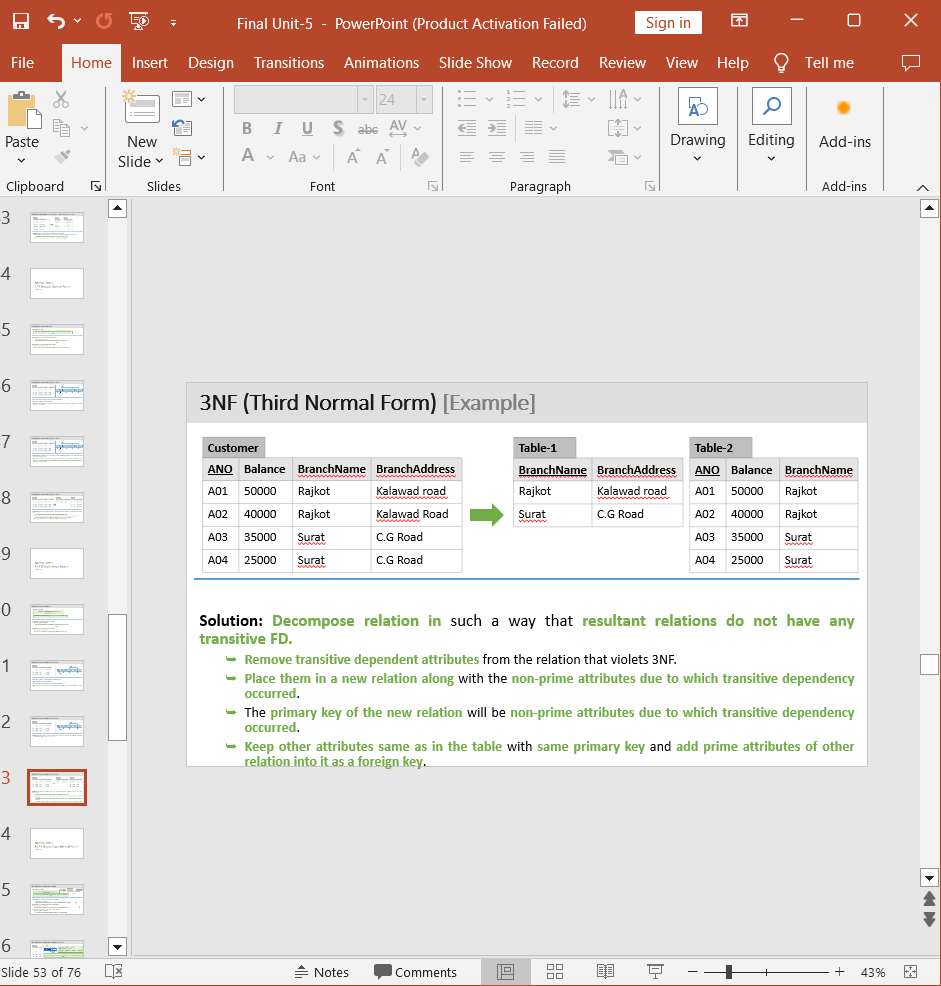 Final Unit-5 - PowerPoint (Product Activation Failed)
Sign in
File Home Insert Design Transitions Animations Slide Show Record Review View Help Tell me
Paste
New
Slide
24
B I U S abc AV
A Aa A A
Drawing
Editing
Add-ins
Clipboard Slides Font Paragraph Add-ins
3
4
5
6
7
8
9
0
1
2
3
4
5
6
3NF (Third Normal Form) [Example]
Customer
ANO Balance BranchName BranchAddress
A01 50000 Rajkot Kalawad road
A02 40000 Rajkot Kalawad Road
A03 35000 Surat C.G Road
A04 25000 Surat C.G Road
Table-1
BranchName BranchAddress
Rajkot Kalawad road
Surat C.G Road
Table-2
ANO Balance BranchName
A01 50000 Rajkot
A02 40000 Rajkot
A03 35000 Surat
A04 25000 Surat
Solution: Decompose relation in such a way that resultant relations do not have any
transitive FD.
Remove transitive dependent attributes from the relation that violets 3NF.
Place them in a new relation along with the non-prime attributes due to which transitive dependency
occurred.
The primary key of the new relation will be non-prime attributes due to which transitive dependency
occurred.
Keep other attributes same as in the table with same primary key and add prime attributes of other
relation into it as a foreign key.
Slide 53 of 76 Notes Comments 43%